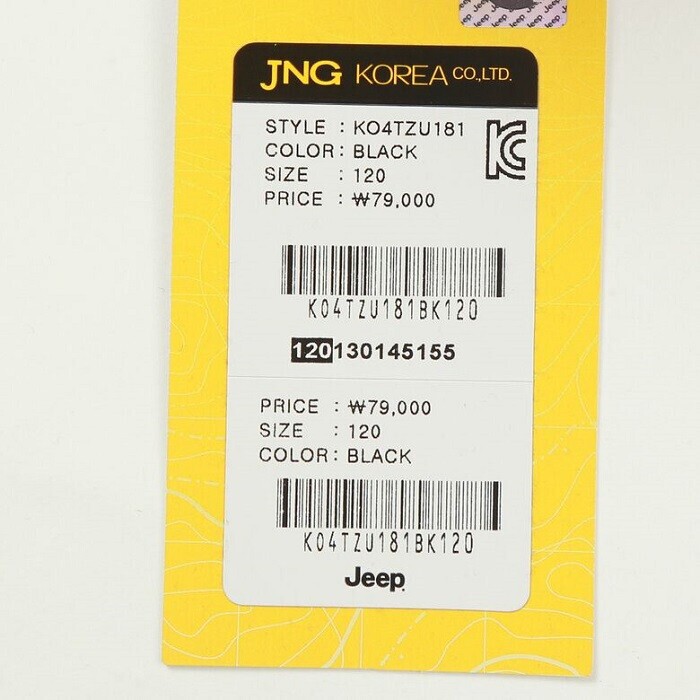 Jeep
JNG KOREA CO.,LTD.
STYLE : KO4TZU181
COLOR : BLACK
SIZE : 120
PRICE : ₩79,000
K04TZU181BK120
120130145155
PRICE : ₩79,000
SIZE : 120
COLOR : BLACK
K04TZU181BK120
Jeep